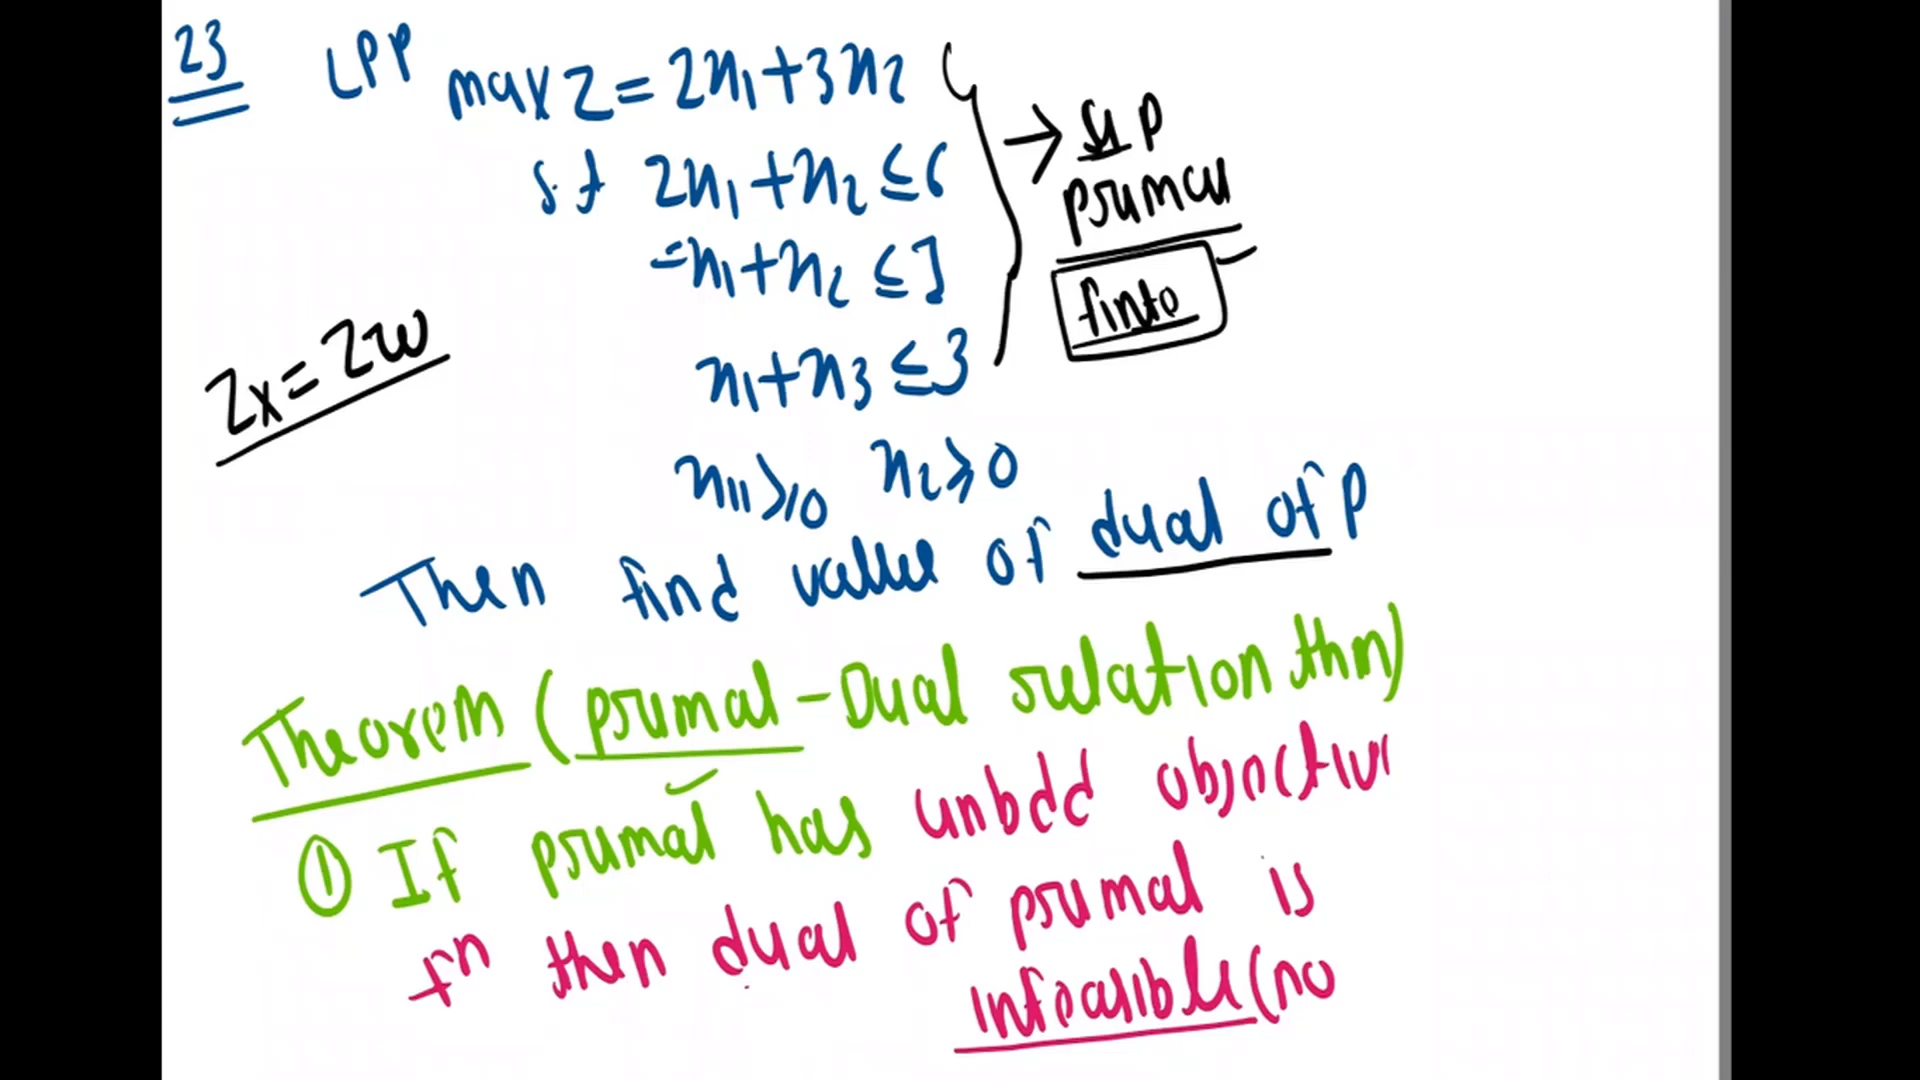 23 LPP max Z = 2x₁ + 3x₂
s.t 2x₁ + x₂ ≤ 6
-x₁ + x₂ ≤ 1
x₁ + x₃ ≤ 3
x₁ ≥ 0 x₂ ≥ 0
→ P
primal
finite
Zx = Zw
Then find value of dual of P
Theorem (primal - Dual relation thm)
① If primal has unbdd objective
fⁿ then dual of primal is
infeasible (no